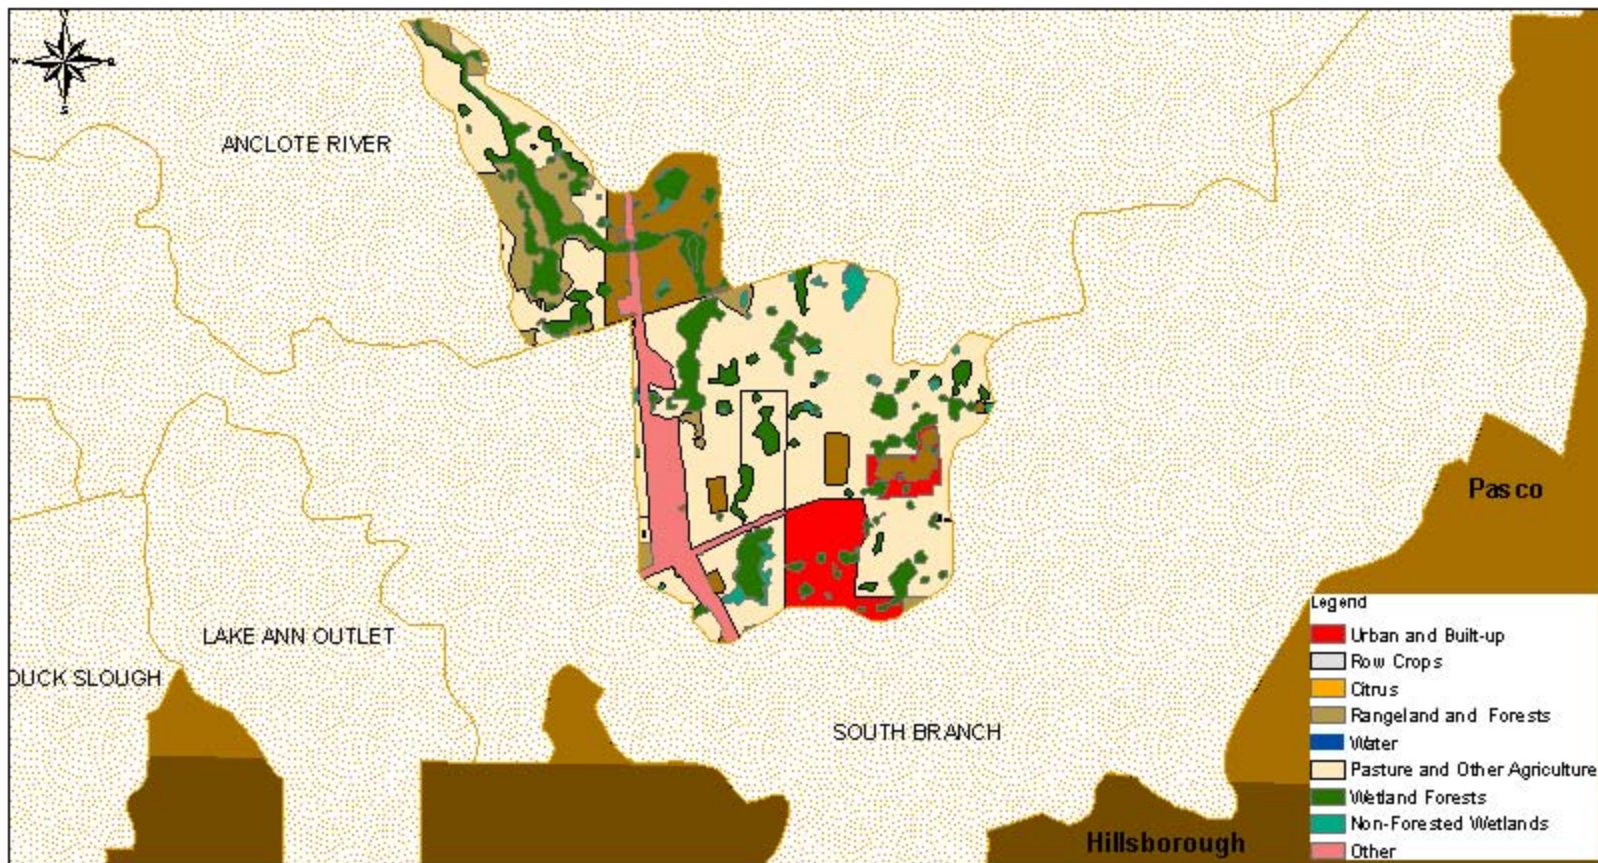 ANCLOTE RIVER
Pasco
LAKE ANN OUTLET
DUCK SLOUGH
SOUTH BRANCH
Hillsborough
Legend
Urban and Built-up
Row Crops
Citrus
Rangeland and Forests
Water
Pasture and Other Agriculture
Wetland Forests
Non-Forested Wetlands
Other